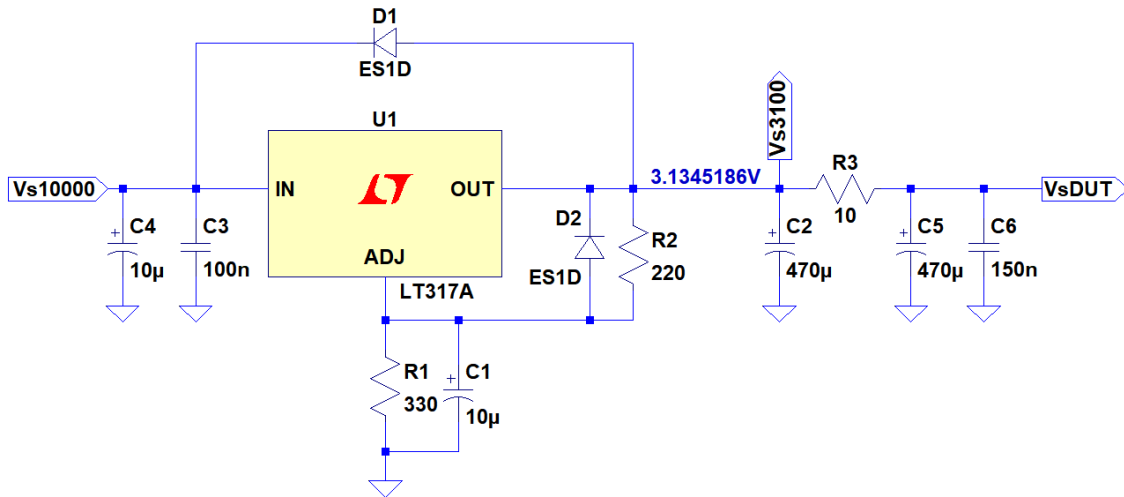 D1
ES1D
U1
Vs10000
IN
OUT
ADJ
LT317A
3.1345186V
Vs3100
R3
10
VsDUT
C4
+
10µ
C3
100n
D2
ES1D
R2
220
C2
+
470µ
C5
+
470µ
C6
150n
R1
330
C1
+
10µ